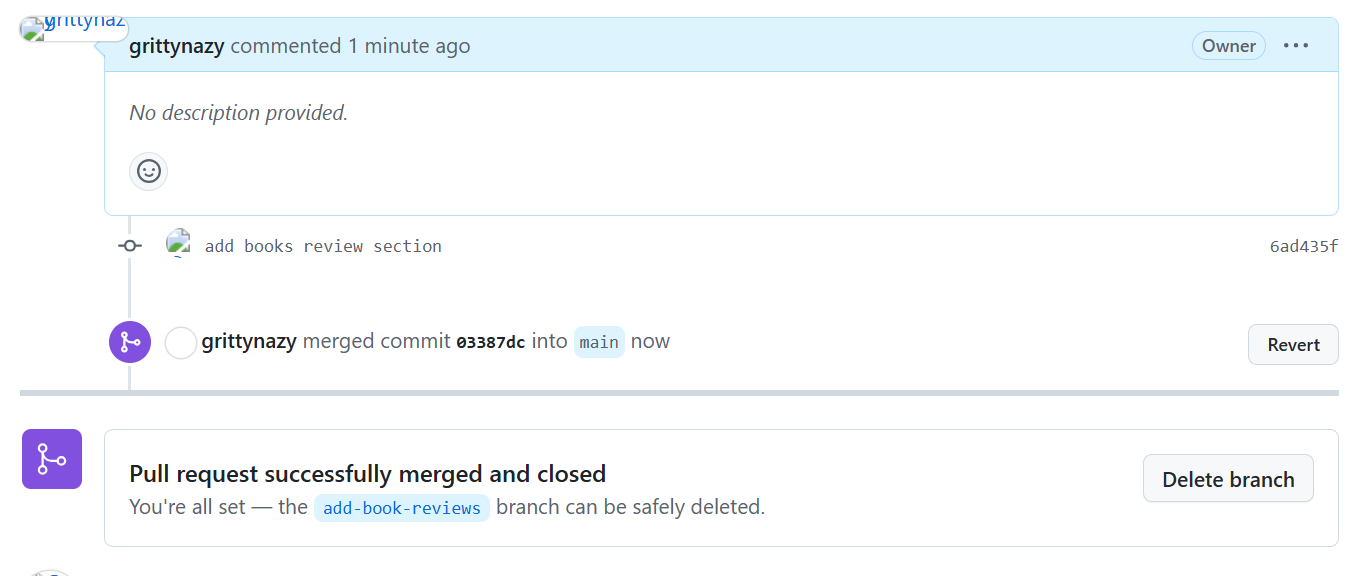 grittynaz
grittynazy commented 1 minute ago
Owner
No description provided.
add books review section
6ad435f
grittynazy merged commit 03387dc into main now
Revert
Pull request successfully merged and closed
Delete branch
You're all set — the add-book-reviews branch can be safely deleted.